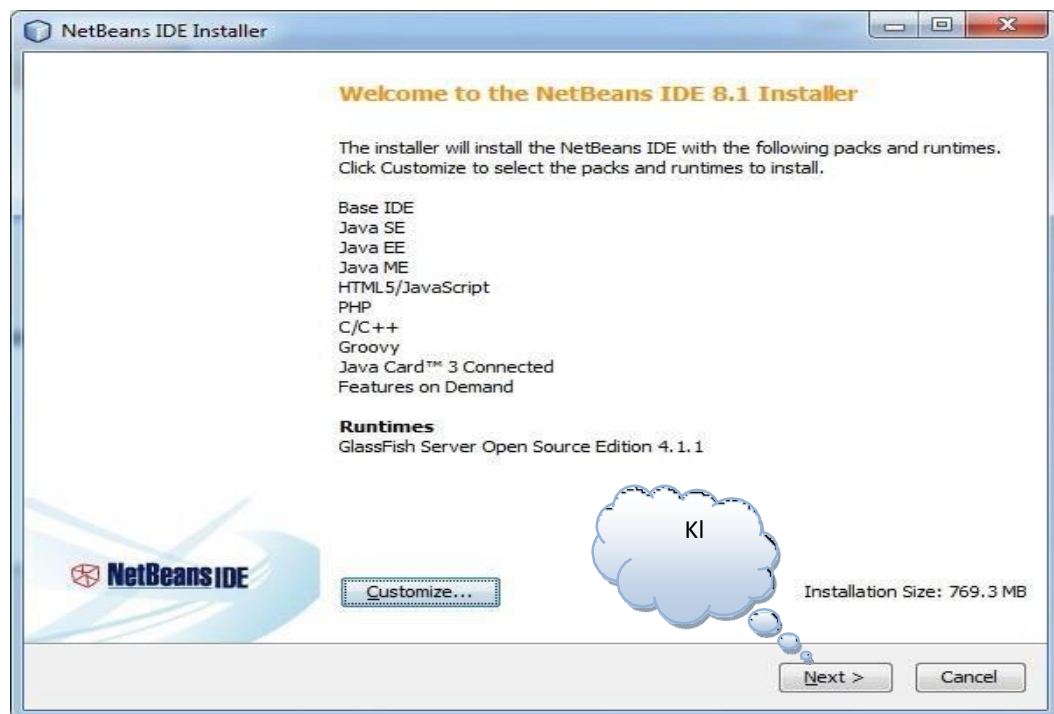 NetBeans IDE Installer
Welcome to the NetBeans IDE 8.1 Installer
The installer will install the NetBeans IDE with the following packs and runtimes.
Click Customize to select the packs and runtimes to install.
Base IDE
Java SE
Java EE
Java ME
HTML5/JavaScript
PHP
C/C++
Groovy
Java Card™ 3 Connected
Features on Demand
Runtimes
GlassFish Server Open Source Edition 4.1.1
Kl
NetBeans IDE
Customize...
Installation Size: 769.3 MB
Next >
Cancel